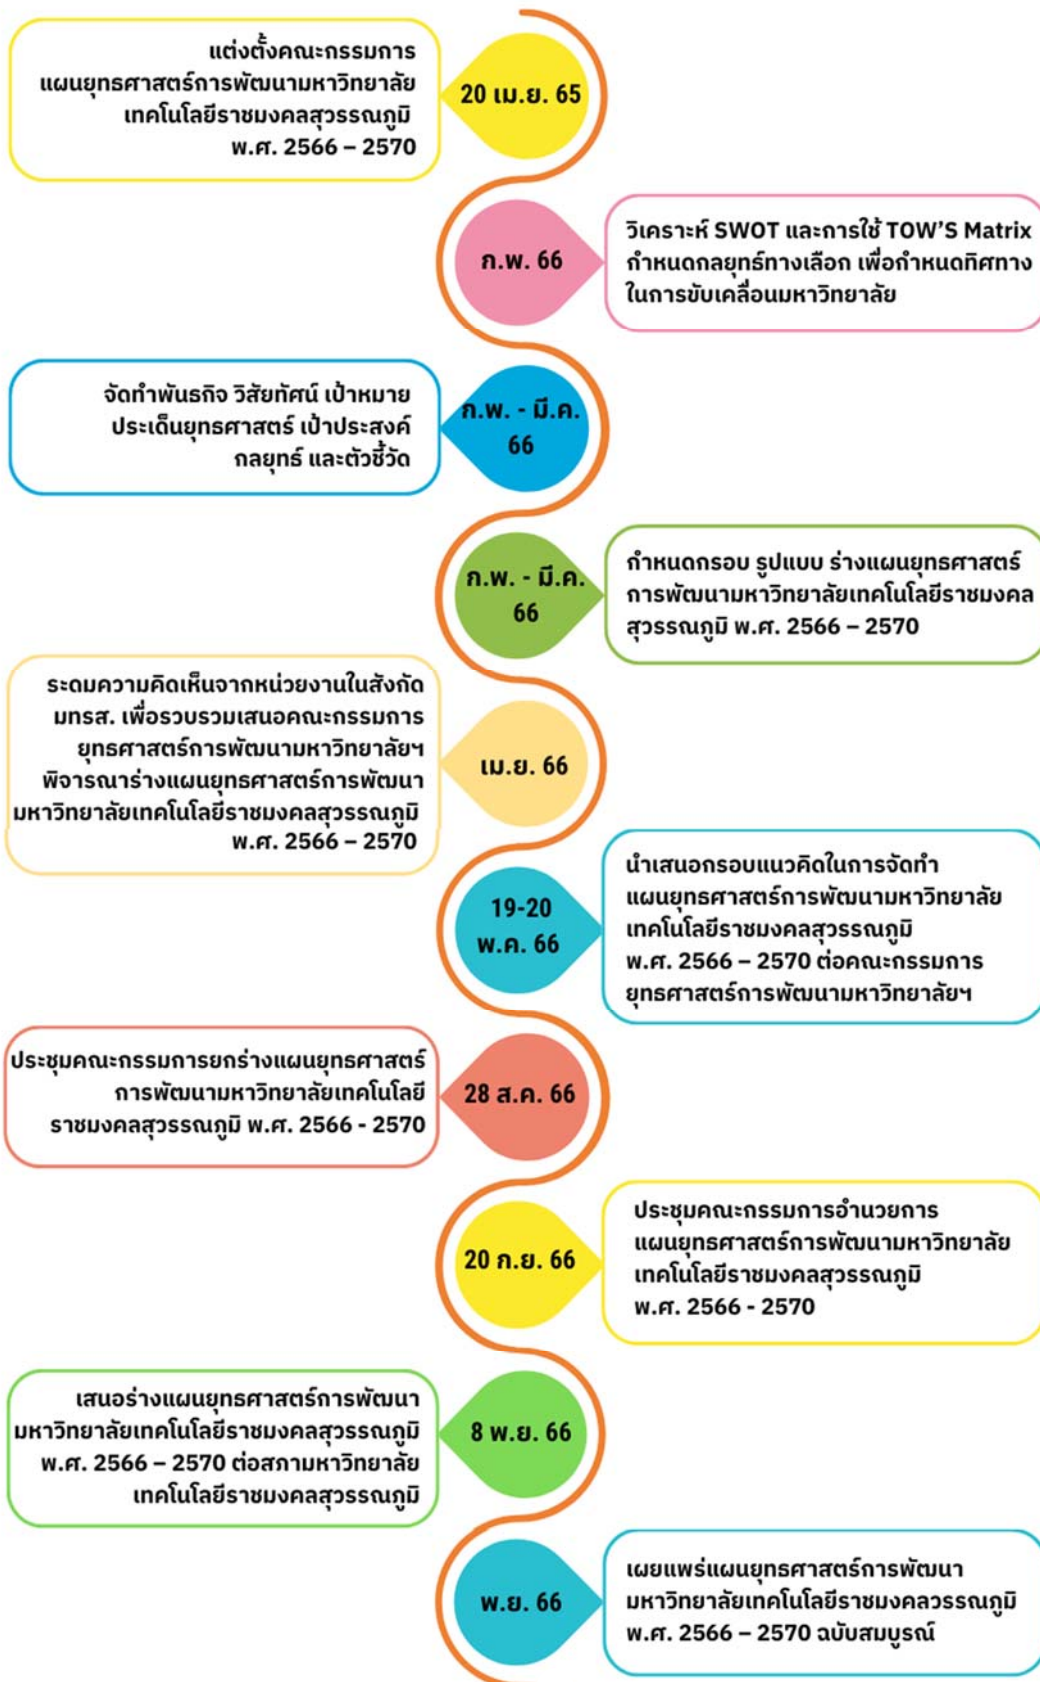 แต่งตั้งคณะกรรมการ
แผนยุทธศาสตร์การพัฒนามหาวิทยาลัย
เทคโนโลยีราชมงคลสุวรรณภูมิ
พ.ศ. 2566 – 2570
20 เม.ย. 65
ก.พ. 66
วิเคราะห์ SWOT และการใช้ TOW'S Matrix
กำหนดกลยุทธ์ทางเลือก เพื่อกำหนดทิศทาง
ในการขับเคลื่อนมหาวิทยาลัย
จัดทำพันธกิจ วิสัยทัศน์ เป้าหมาย
ประเด็นยุทธศาสตร์ เป้าประสงค์
กลยุทธ์ และตัวชี้วัด
ก.พ. - มี.ค.
66
ก.พ. - มี.ค.
66
กำหนดกรอบ รูปแบบ ร่างแผนยุทธศาสตร์
การพัฒนามหาวิทยาลัยเทคโนโลยีราชมงคล
สุวรรณภูมิ พ.ศ. 2566 – 2570
ระดมความคิดเห็นจากหน่วยงานในสังกัด
มทรส. เพื่อรวบรวมเสนอคณะกรรมการ
ยุทธศาสตร์การพัฒนามหาวิทยาลัยฯ
พิจารณาร่างแผนยุทธศาสตร์การพัฒนา
มหาวิทยาลัยเทคโนโลยีราชมงคลสุวรรณภูมิ
พ.ศ. 2566 – 2570
เม.ย. 66
19-20
พ.ค. 66
นำเสนอกรอบแนวคิดในการจัดทำ
แผนยุทธศาสตร์การพัฒนามหาวิทยาลัย
เทคโนโลยีราชมงคลสุวรรณภูมิ
พ.ศ. 2566 – 2570 ต่อคณะกรรมการ
ยุทธศาสตร์การพัฒนามหาวิทยาลัยฯ
ประชุมคณะกรรมการยกร่างแผนยุทธศาสตร์
การพัฒนามหาวิทยาลัยเทคโนโลยี
ราชมงคลสุวรรณภูมิ พ.ศ. 2566 - 2570
28 ส.ค. 66
20 ก.ย. 66
ประชุมคณะกรรมการอำนวยการ
แผนยุทธศาสตร์การพัฒนามหาวิทยาลัย
เทคโนโลยีราชมงคลสุวรรณภูมิ
พ.ศ. 2566 - 2570
เสนอร่างแผนยุทธศาสตร์การพัฒนา
มหาวิทยาลัยเทคโนโลยีราชมงคลสุวรรณภูมิ
พ.ศ. 2566 – 2570 ต่อสภามหาวิทยาลัย
เทคโนโลยีราชมงคลสุวรรณภูมิ
8 พ.ย. 66
พ.ย. 66
เผยแพร่แผนยุทธศาสตร์การพัฒนา
มหาวิทยาลัยเทคโนโลยีราชมงคลวรรณภูมิ
พ.ศ. 2566 – 2570 ฉบับสมบูรณ์